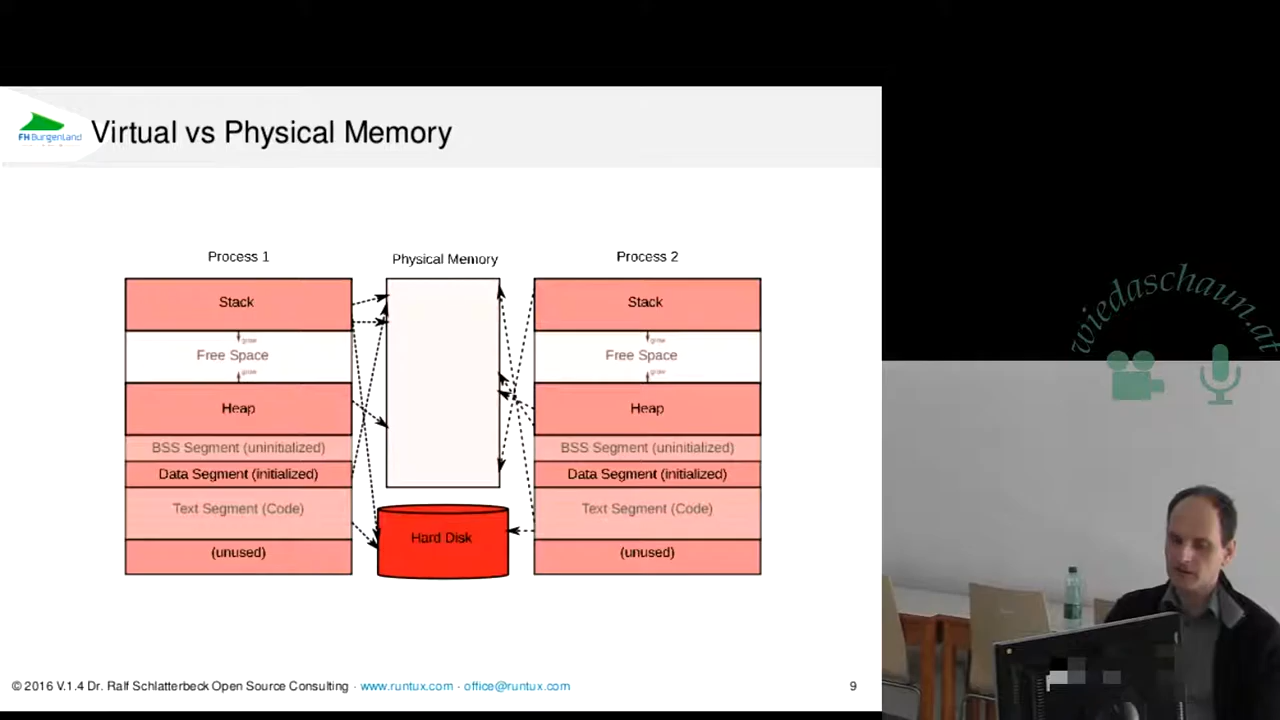 FH Burgenland
Virtual vs Physical Memory
Process 1
Physical Memory
Process 2
Stack
grow
Free Space
grow
Heap
BSS Segment (uninitialized)
Data Segment (initialized)
Text Segment (Code)
(unused)
Hard Disk
Stack
grow
Free Space
grow
Heap
BSS Segment (uninitialized)
Data Segment (initialized)
Text Segment (Code)
(unused)
© 2016 V.1.4 Dr. Ralf Schlatterbeck Open Source Consulting · www.runtux.com · office@runtux.com
9
wiedaschaun.at